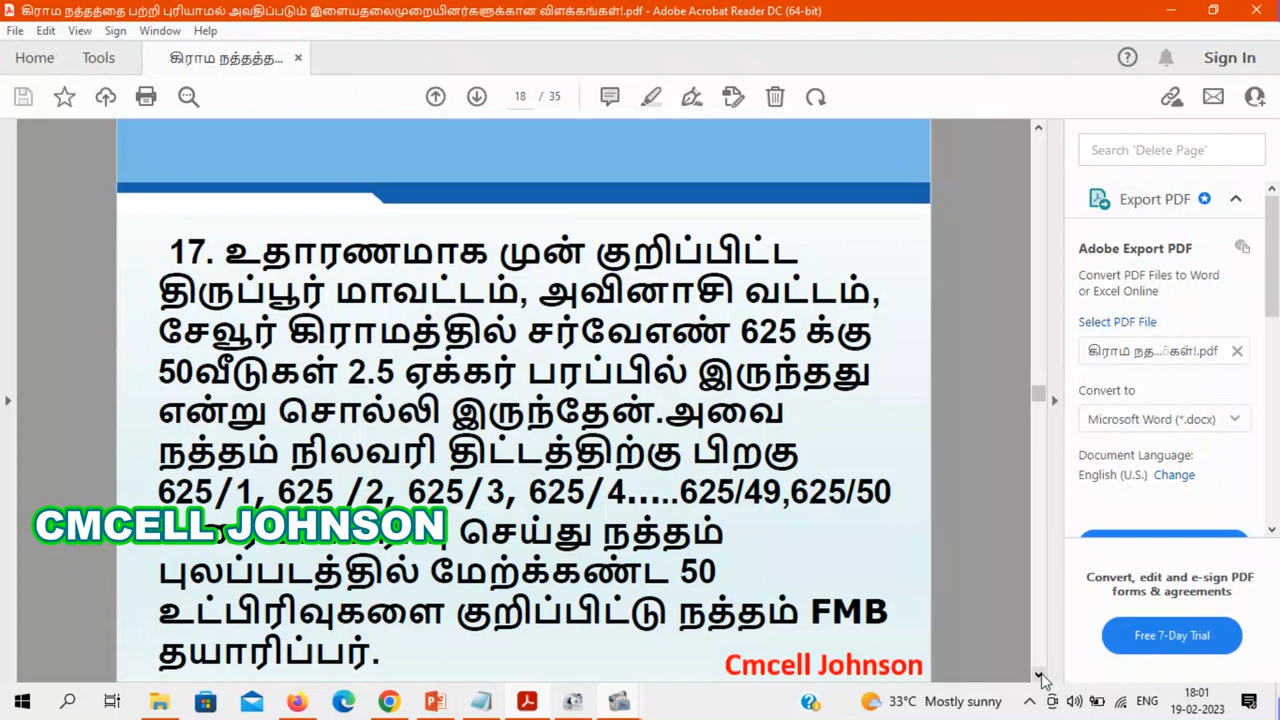 கிராம நத்தத்தை பற்றி புரியாமல் அவதிப்படும் இளையதலைமுறையினர்களுக்கான விளக்கங்கள்!.pdf - Adobe Acrobat Reader DC (64-bit)
File Edit View Sign Window Help
Home Tools கிராம நத்தத்த... × Sign In
18 / 35
Search 'Delete Page'
Export PDF
Adobe Export PDF
Convert PDF Files to Word
or Excel Online
Select PDF File
கிராம நத...்கள்!.pdf
Convert to
Microsoft Word (*.docx)
Document Language:
English (U.S.) Change
Convert, edit and e-sign PDF
forms & agreements
Free 7-Day Trial
17. உதாரணமாக முன் குறிப்பிட்ட
திருப்பூர் மாவட்டம், அவினாசி வட்டம்,
சேவூர் கிராமத்தில் சர்வேஎண் 625 க்கு
50வீடுகள் 2.5 ஏக்கர் பரப்பில் இருந்தது
என்று சொல்லி இருந்தேன்.அவை
நத்தம் நிலவரி திட்டத்திற்கு பிறகு
625/1, 625 /2, 625/3, 625/4.....625/49,625/50
செய்து நத்தம்
புலப்படத்தில் மேற்க்கண்ட 50
உட்பிரிவுகளை குறிப்பிட்டு நத்தம் FMB
தயாரிப்பர்.
CMCELL JOHNSON
Cmcell Johnson
33°C Mostly sunny ENG 18:01
19-02-2023